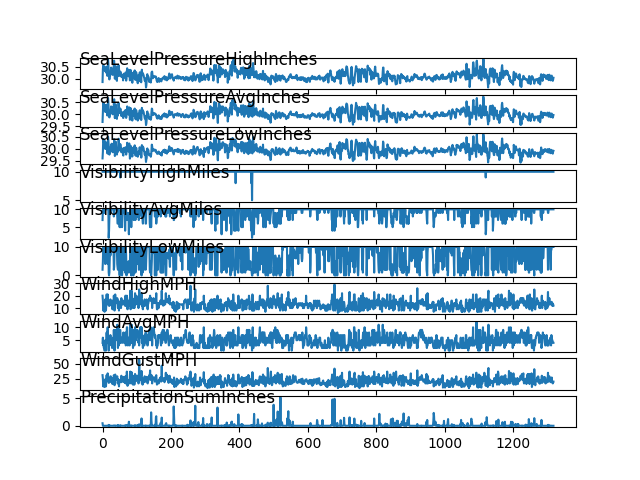 SeaLevelPressureHighInches
30.5
30.0
SeaLevelPressureAvgInches
30.5
30.0
29.5
SeaLevelPressureLowInches
30.5
30.0
29.5
VisibilityHighMiles
10
5
VisibilityAvgMiles
10
5
VisibilityLowMiles
10
0
WindHighMPH
30
20
10
WindAvgMPH
10
5
WindGustMPH
50
25
PrecipitationSumInches
5
0
0 200 400 600 800 1000 1200